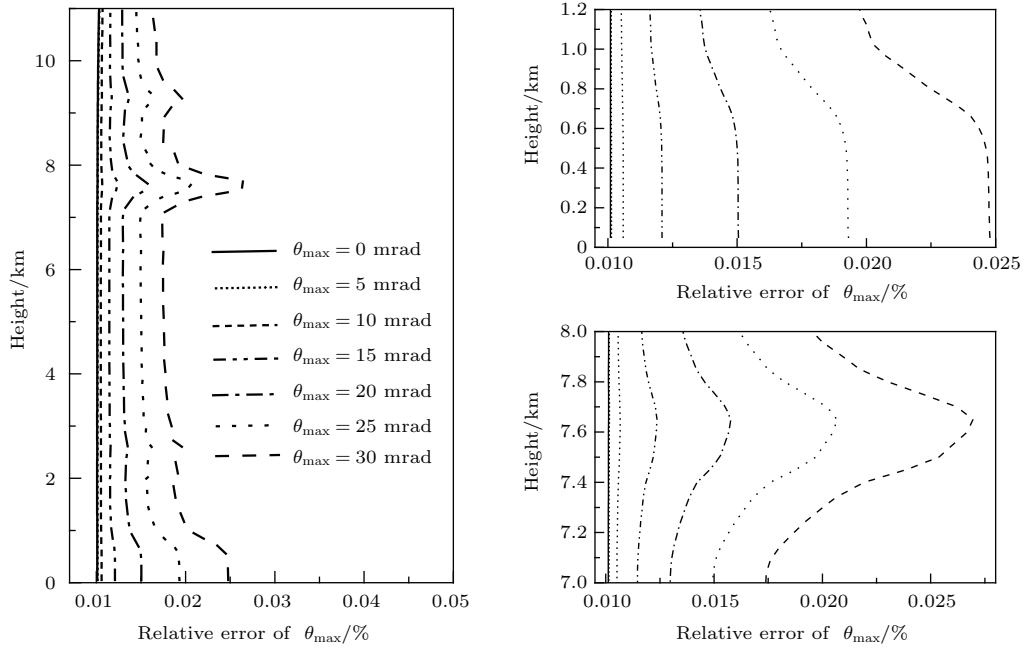 10
8
6
4
2
0
Height/km
θmax = 0 mrad
θmax = 5 mrad
θmax = 10 mrad
θmax = 15 mrad
θmax = 20 mrad
θmax = 25 mrad
θmax = 30 mrad
0.01 0.02 0.03 0.04 0.05
Relative error of θmax/%
1.2
1.0
0.8
0.6
0.4
0.2
0
Height/km
0.010 0.015 0.020 0.025
Relative error of θmax/%
8.0
7.8
7.6
7.4
7.2
7.0
Height/km
0.010 0.015 0.020 0.025
Relative error of θmax/%